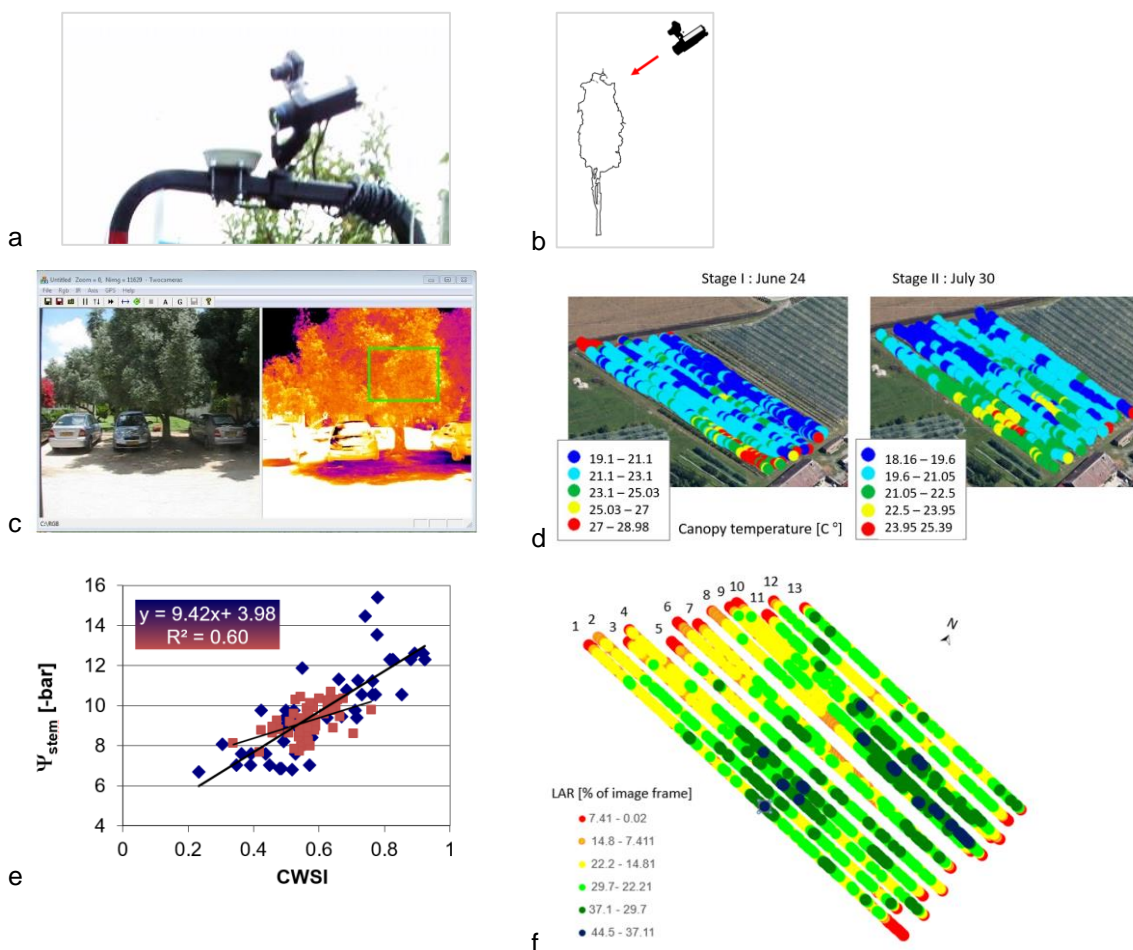 a
b
Untitled Zoom = 0, Nimg = 11629 - Twocameras
File Rgb IR Axis GPS Help
A G
C:\RGB
c
Stage I : June 24
Stage II : July 30
19.1 – 21.1
21.1 – 23.1
23.1 – 25.03
25.03 – 27
27 – 28.98
18.16 – 19.6
19.6 – 21.05
21.05 – 22.5
22.5 – 23.95
23.95 25.39
Canopy temperature [C °]
d
y = 9.42x+ 3.98
R² = 0.60
16
14
12
10
8
6
4
Ψstem [-bar]
0 0.2 0.4 0.6 0.8 1
CWSI
e
1 2 3 4 5 6 7 8 9 10 11 12 13
N
LAR [% of image frame]
7.41 - 0.02
14.8 - 7.411
22.2 - 14.81
29.7- 22.21
37.1 - 29.7
44.5 - 37.11
f